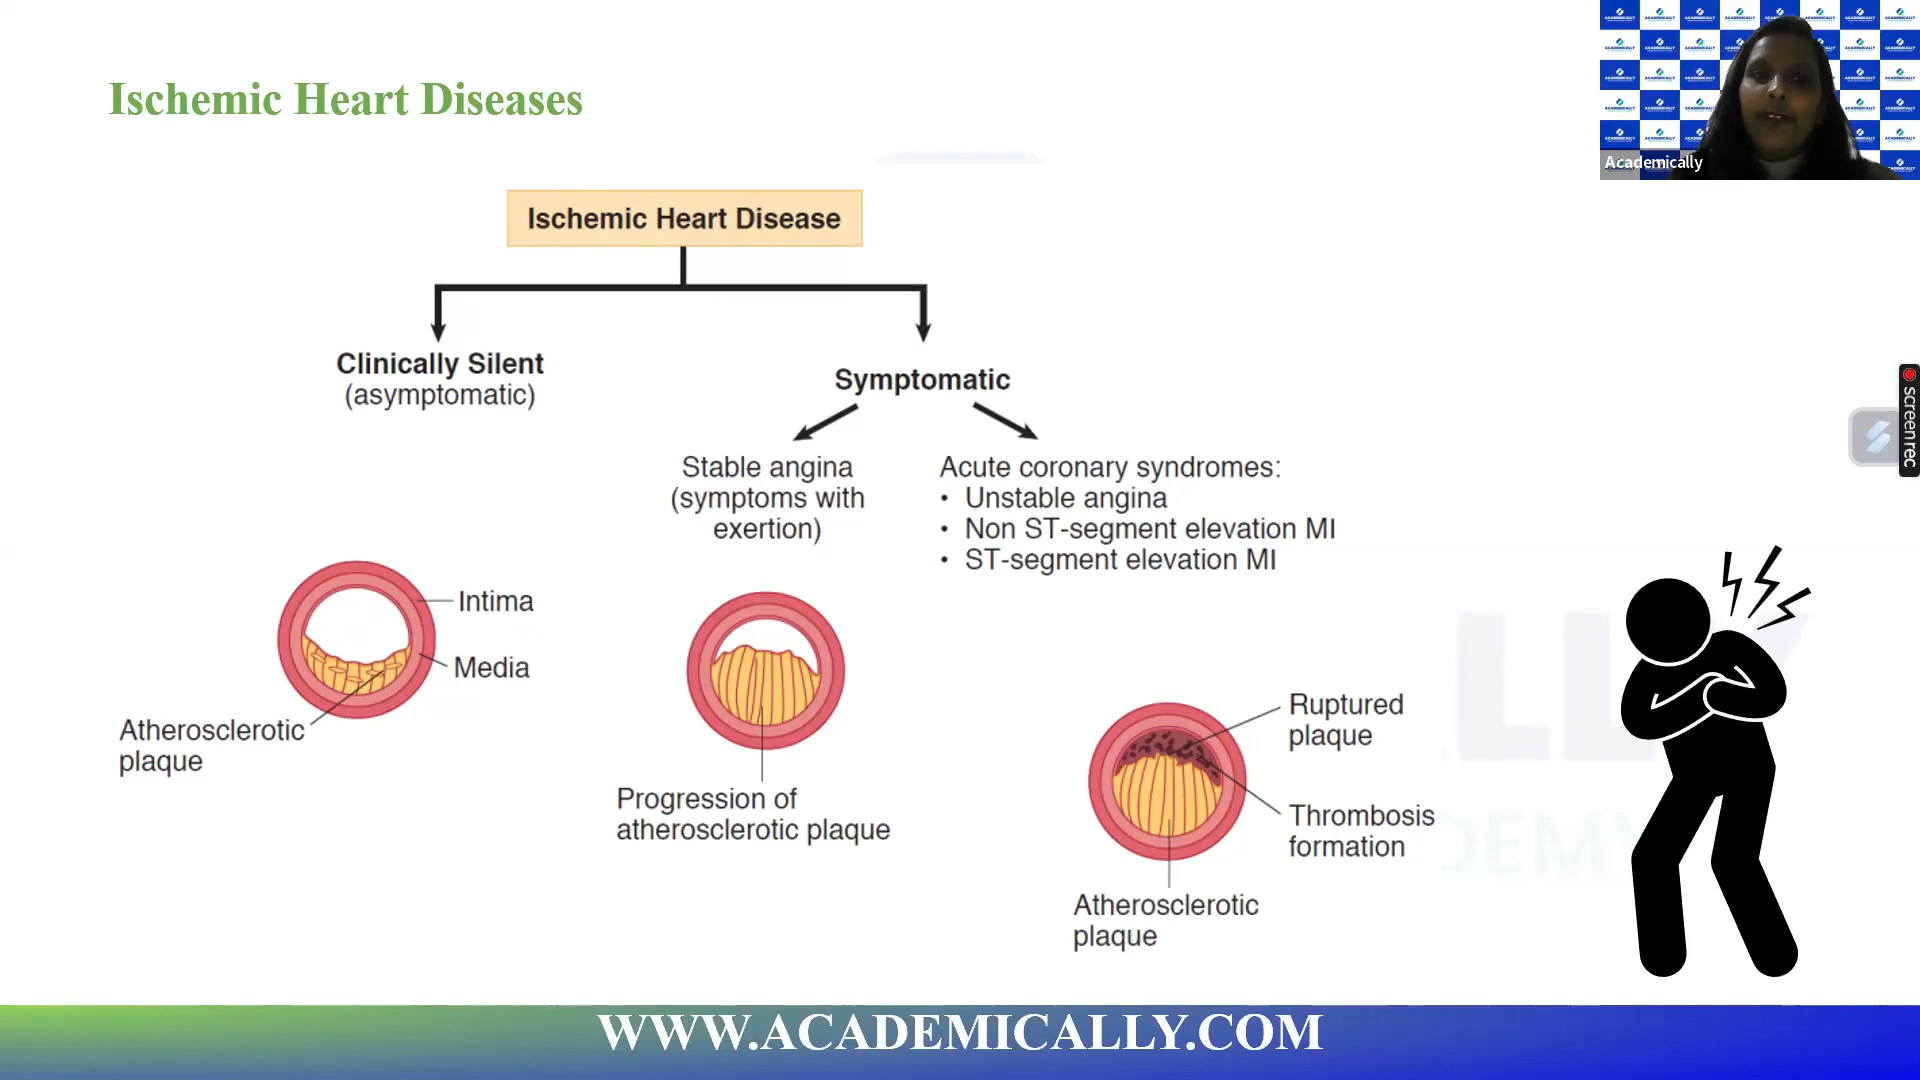 Ischemic Heart Diseases
Academically
Ischemic Heart Disease
Clinically Silent
(asymptomatic)
Symptomatic
Stable angina
(symptoms with
exertion)
Acute coronary syndromes:
• Unstable angina
• Non ST-segment elevation MI
• ST-segment elevation MI
Intima
Media
Atherosclerotic
plaque
Progression of
atherosclerotic plaque
Ruptured
plaque
Thrombosis
formation
Atherosclerotic
plaque
screenrec
WWW.ACADEMICALLY.COM